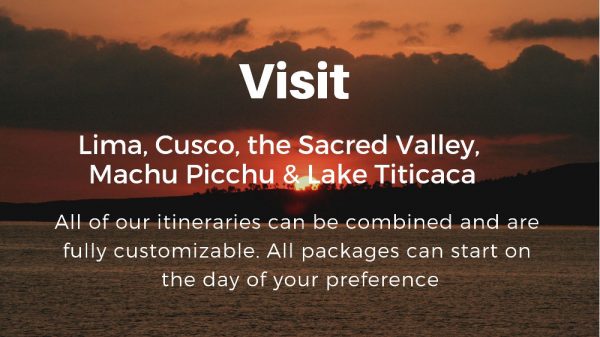 Visit
Lima, Cusco, the Sacred Valley,
Machu Picchu & Lake Titicaca
All of our itineraries can be combined and are
fully customizable. All packages can start on
the day of your preference